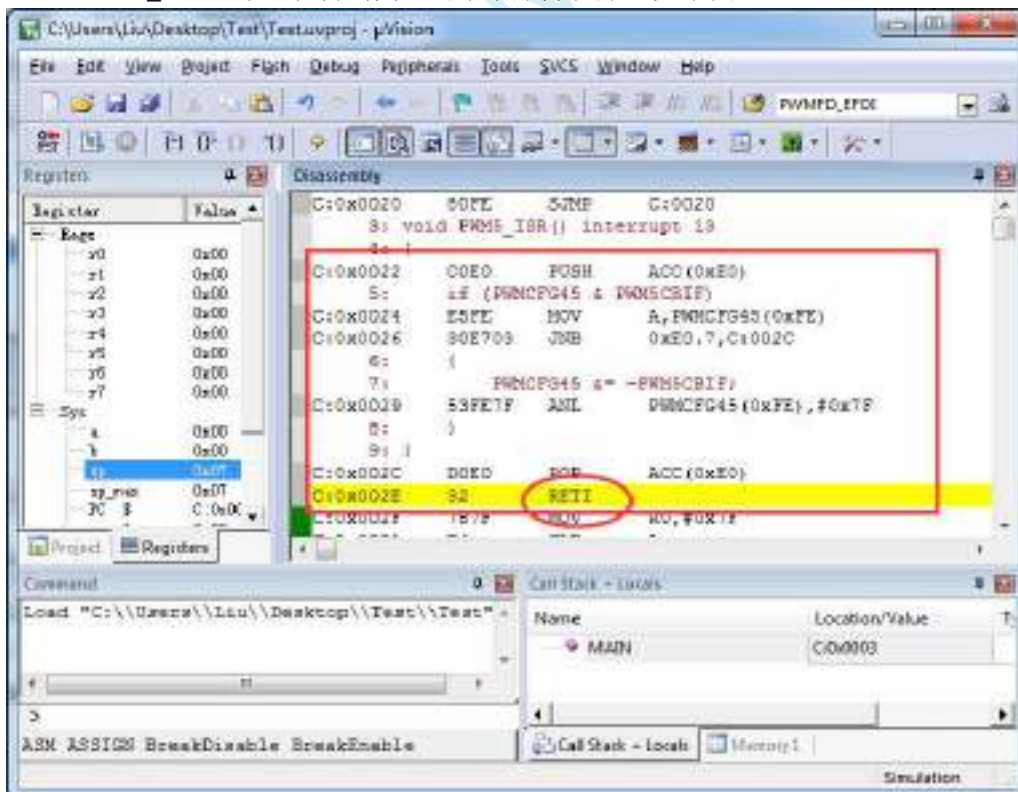 C:\Users\Liu\Desktop\Test\Test.uvproj - µVision
File Edit View Project Flash Debug Peripherals Tools SVCS Window Help
PWMFD_EFDI
Registers
Disassembly
Register Value
Regs
r0 0x00
r1 0x00
r2 0x00
r3 0x00
r4 0x00
r5 0x00
r6 0x00
r7 0x00
Sys
a 0x00
b 0x00
sp 0x07
sp_max 0x07
PC $
C:0x0020 80FE SJMP C:0020
3: void PWM5_ISR() interrupt 19
4: {
C:0x0022 C0E0 PUSH ACC(0xE0)
5: if (PWMCFG45 & PWM5CBIF)
C:0x0024 E5FE MOV A,PWMCFG45(0xFE)
C:0x0026 30E703 JNB 0xE0.7,C:002C
6: {
7: PWMCFG45 &= ~PWM5CBIF;
C:0x0029 53FE7F ANL PWMCFG45(0xFE),#0x7F
8: }
9: }
C:0x002C D0E0 POP ACC(0xE0)
C:0x002E 32 RETI
C:0x002F 787F MOV R0,#0x7F
Project Registers
Command
Load "C:\\Users\\Liu\\Desktop\\Test\\Test"
>
ASM ASSIGN BreakDisable BreakEnable
Call Stack + Locals
Name Location/Value
MAIN C:0x0003
Call Stack + Locals Memory 1
Simulation